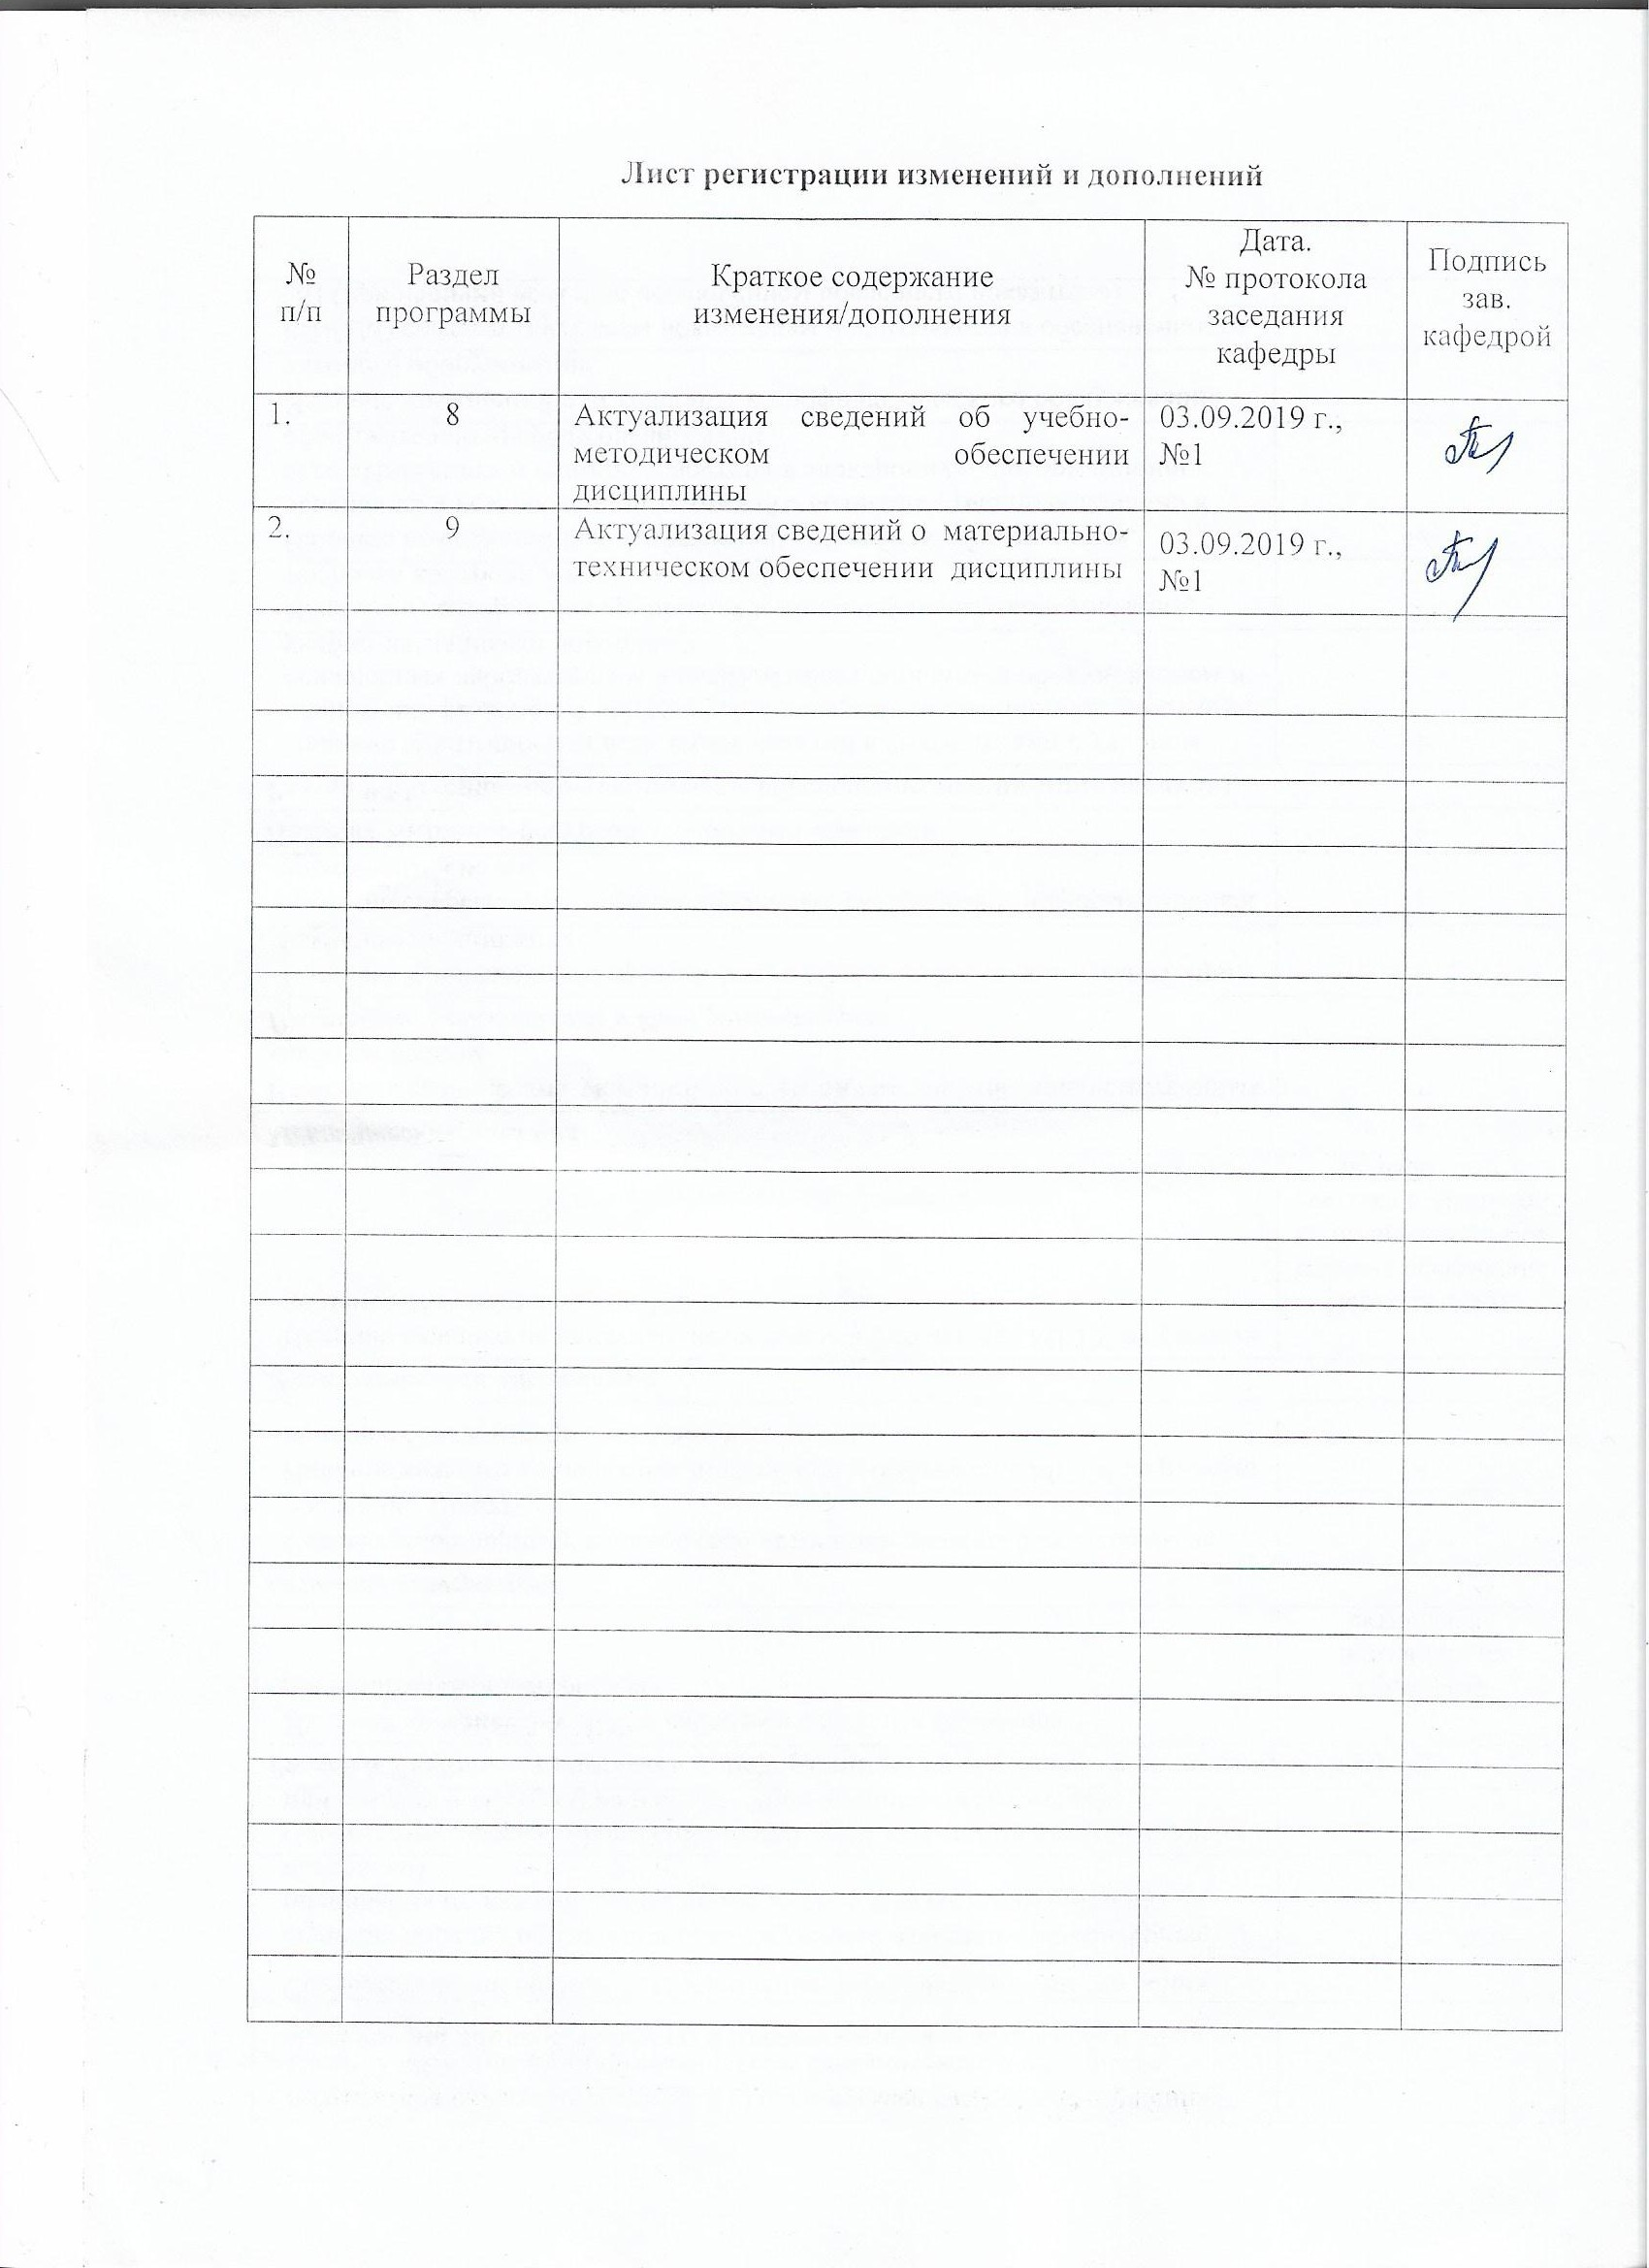 Лист регистрации изменений и дополнений
№
п/п
Раздел
программы
Краткое содержание
изменения/дополнения
Дата.
№ протокола
заседания
кафедры
Подпись
зав.
кафедрой
1.
8
Актуализация сведений об учебно-
методическом обеспечении
дисциплины
03.09.2019 г.,
№1
2.
9
Актуализация сведений о материально-
техническом обеспечении дисциплины
03.09.2019 г.,
№1